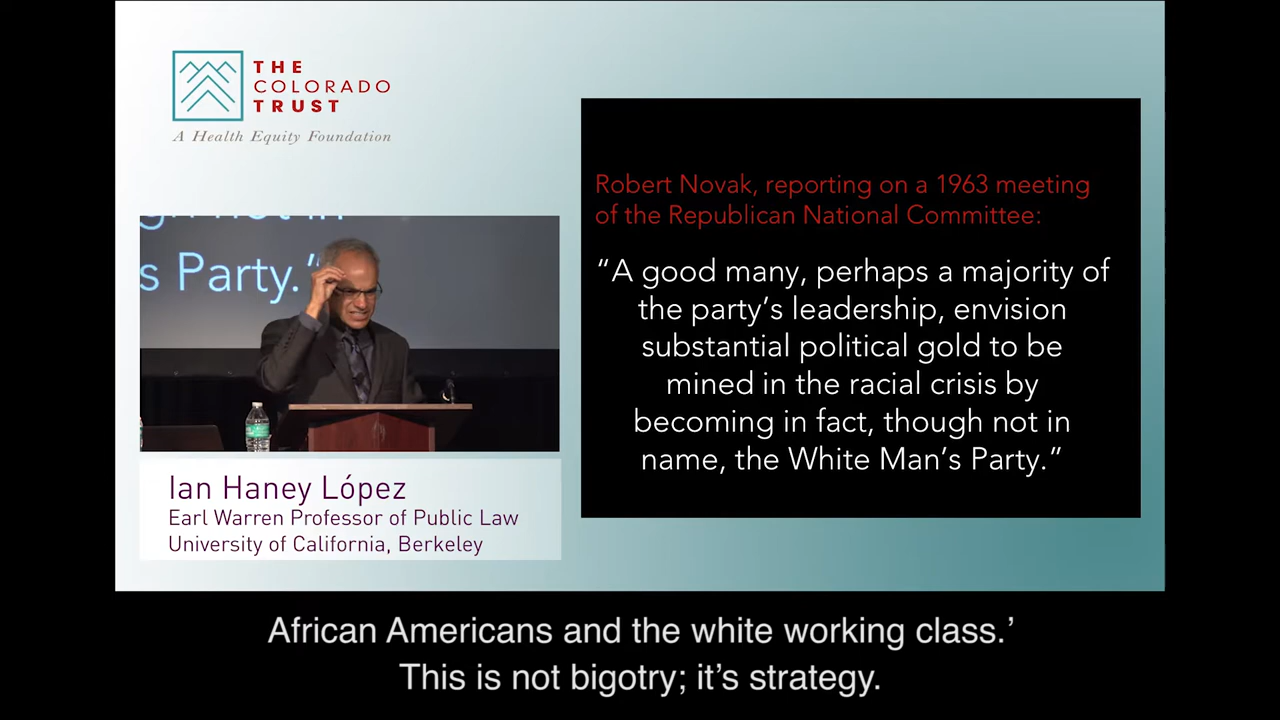 THE
COLORADO
TRUST
A Health Equity Foundation
Robert Novak, reporting on a 1963 meeting
of the Republican National Committee:
“A good many, perhaps a majority of
the party’s leadership, envision
substantial political gold to be
mined in the racial crisis by
becoming in fact, though not in
name, the White Man’s Party.”
s Party.”
Ian Haney López
Earl Warren Professor of Public Law
University of California, Berkeley
African Americans and the white working class.’
This is not bigotry; it’s strategy.